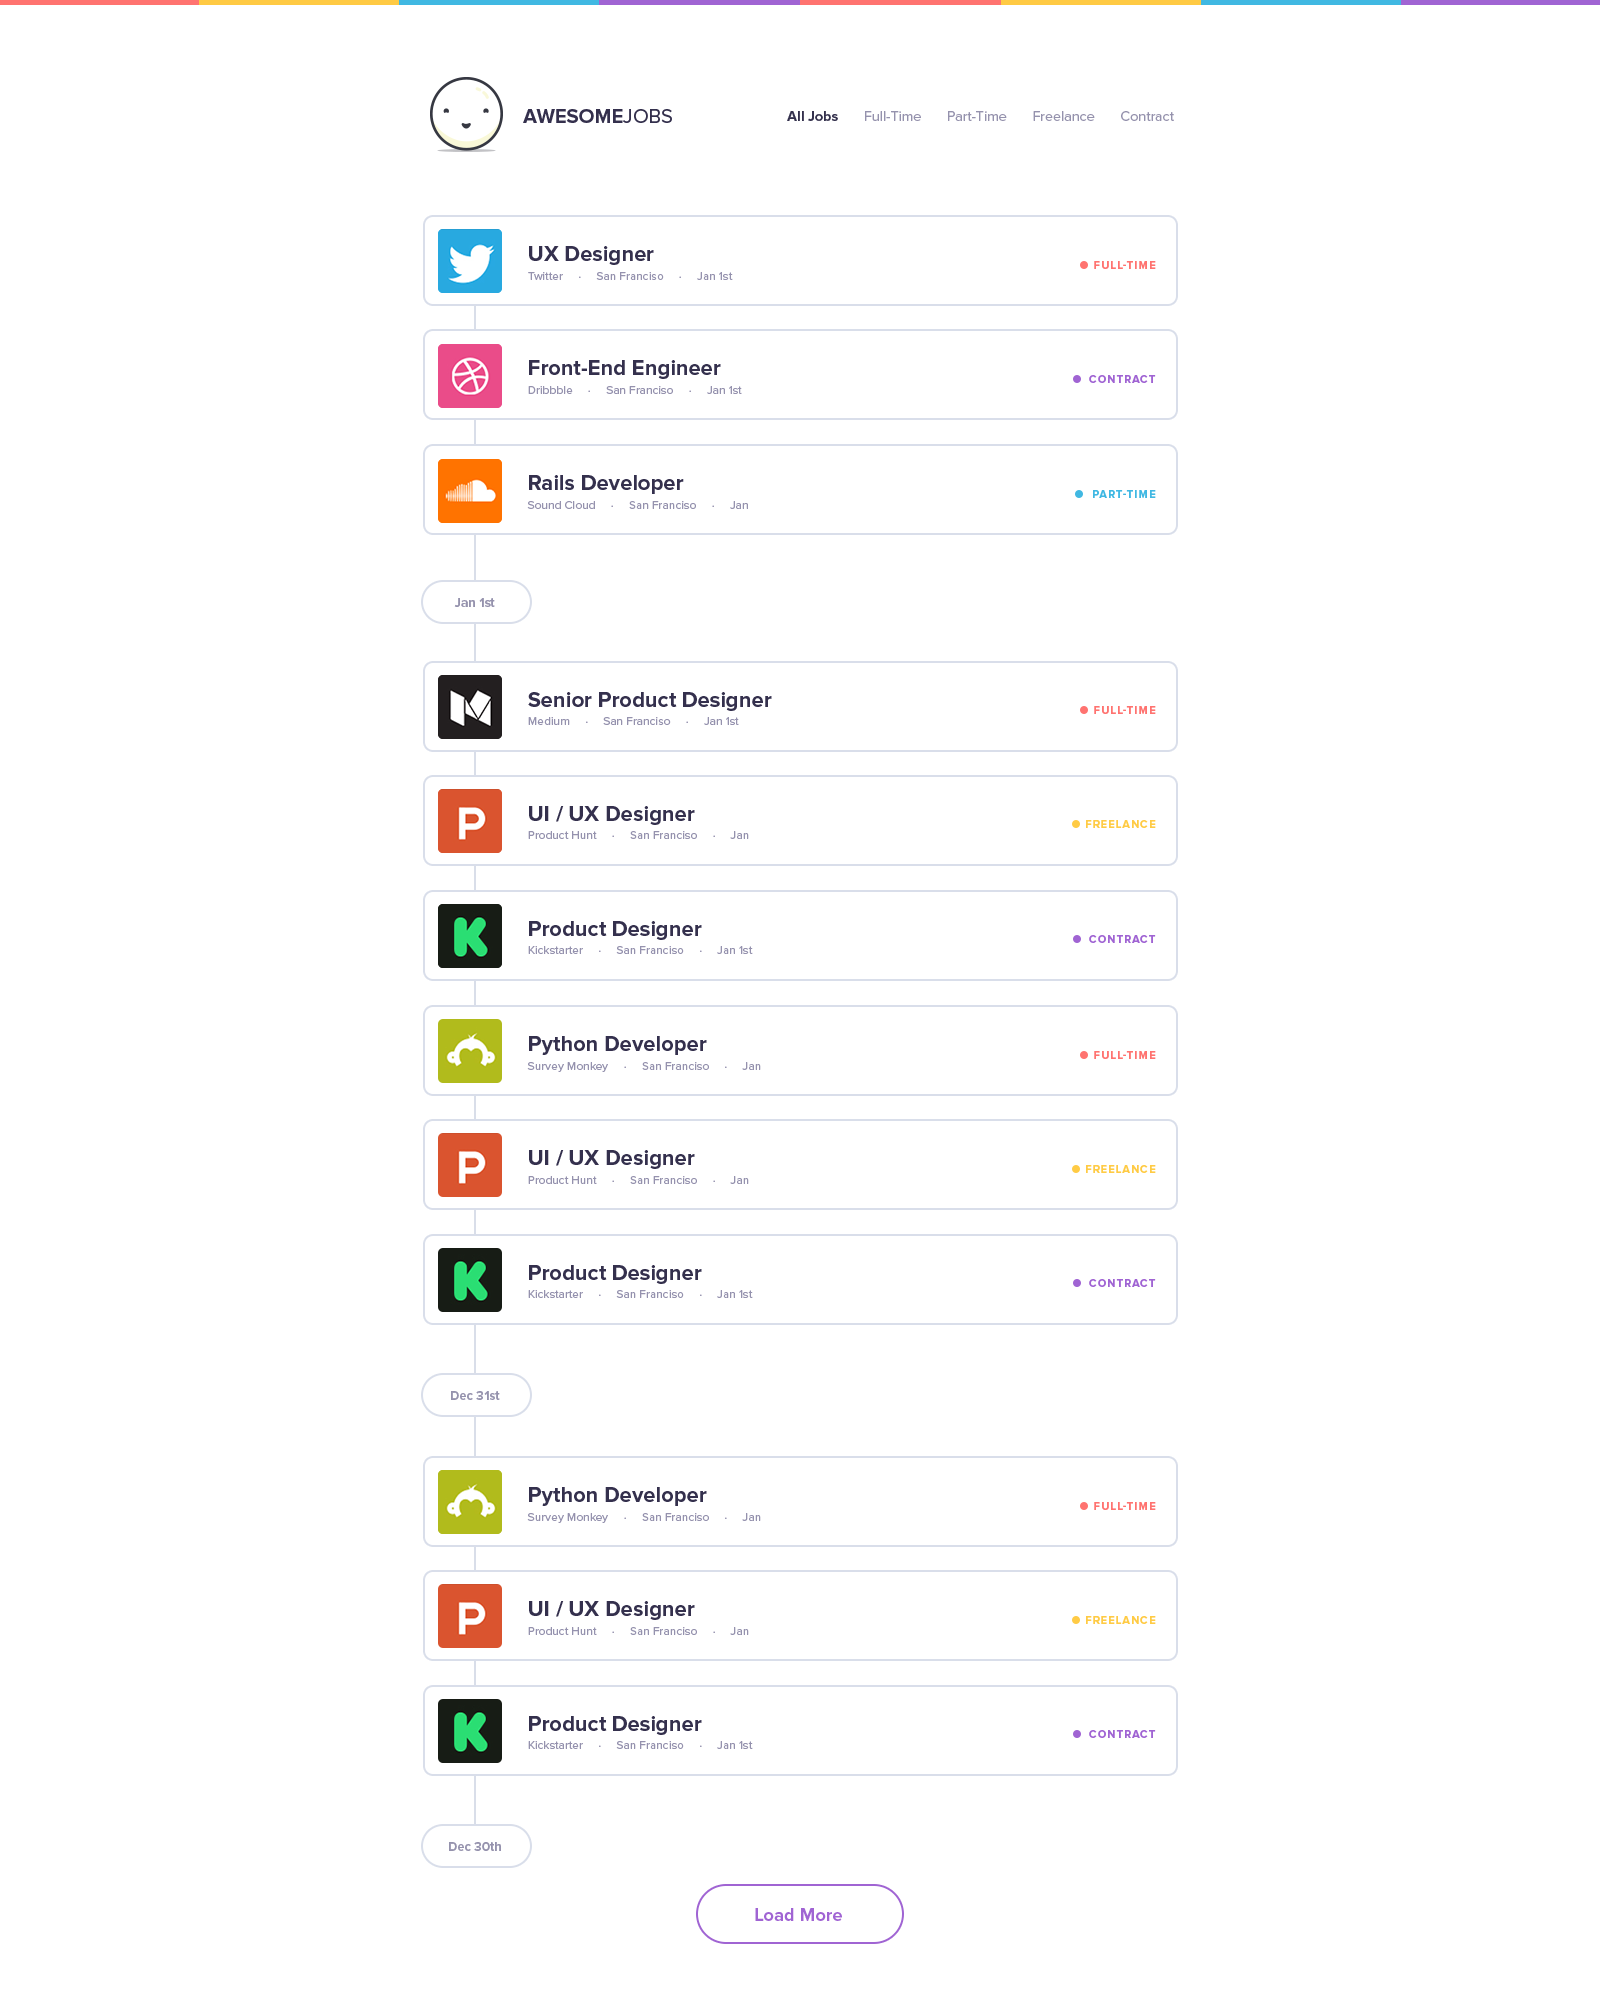 AWESOMEJOBS
All Jobs Full-Time Part-Time Freelance Contract
UX Designer
Twitter · San Franciso · Jan 1st
FULL-TIME
Front-End Engineer
Dribbble · San Franciso · Jan 1st
CONTRACT
Rails Developer
Sound Cloud · San Franciso · Jan
PART-TIME
Jan 1st
Senior Product Designer
Medium · San Franciso · Jan 1st
FULL-TIME
P
UI / UX Designer
Product Hunt · San Franciso · Jan
FREELANCE
K
Product Designer
Kickstarter · San Franciso · Jan 1st
CONTRACT
Python Developer
Survey Monkey · San Franciso · Jan
FULL-TIME
P
UI / UX Designer
Product Hunt · San Franciso · Jan
FREELANCE
K
Product Designer
Kickstarter · San Franciso · Jan 1st
CONTRACT
Dec 31st
Python Developer
Survey Monkey · San Franciso · Jan
FULL-TIME
P
UI / UX Designer
Product Hunt · San Franciso · Jan
FREELANCE
K
Product Designer
Kickstarter · San Franciso · Jan 1st
CONTRACT
Dec 30th
Load More